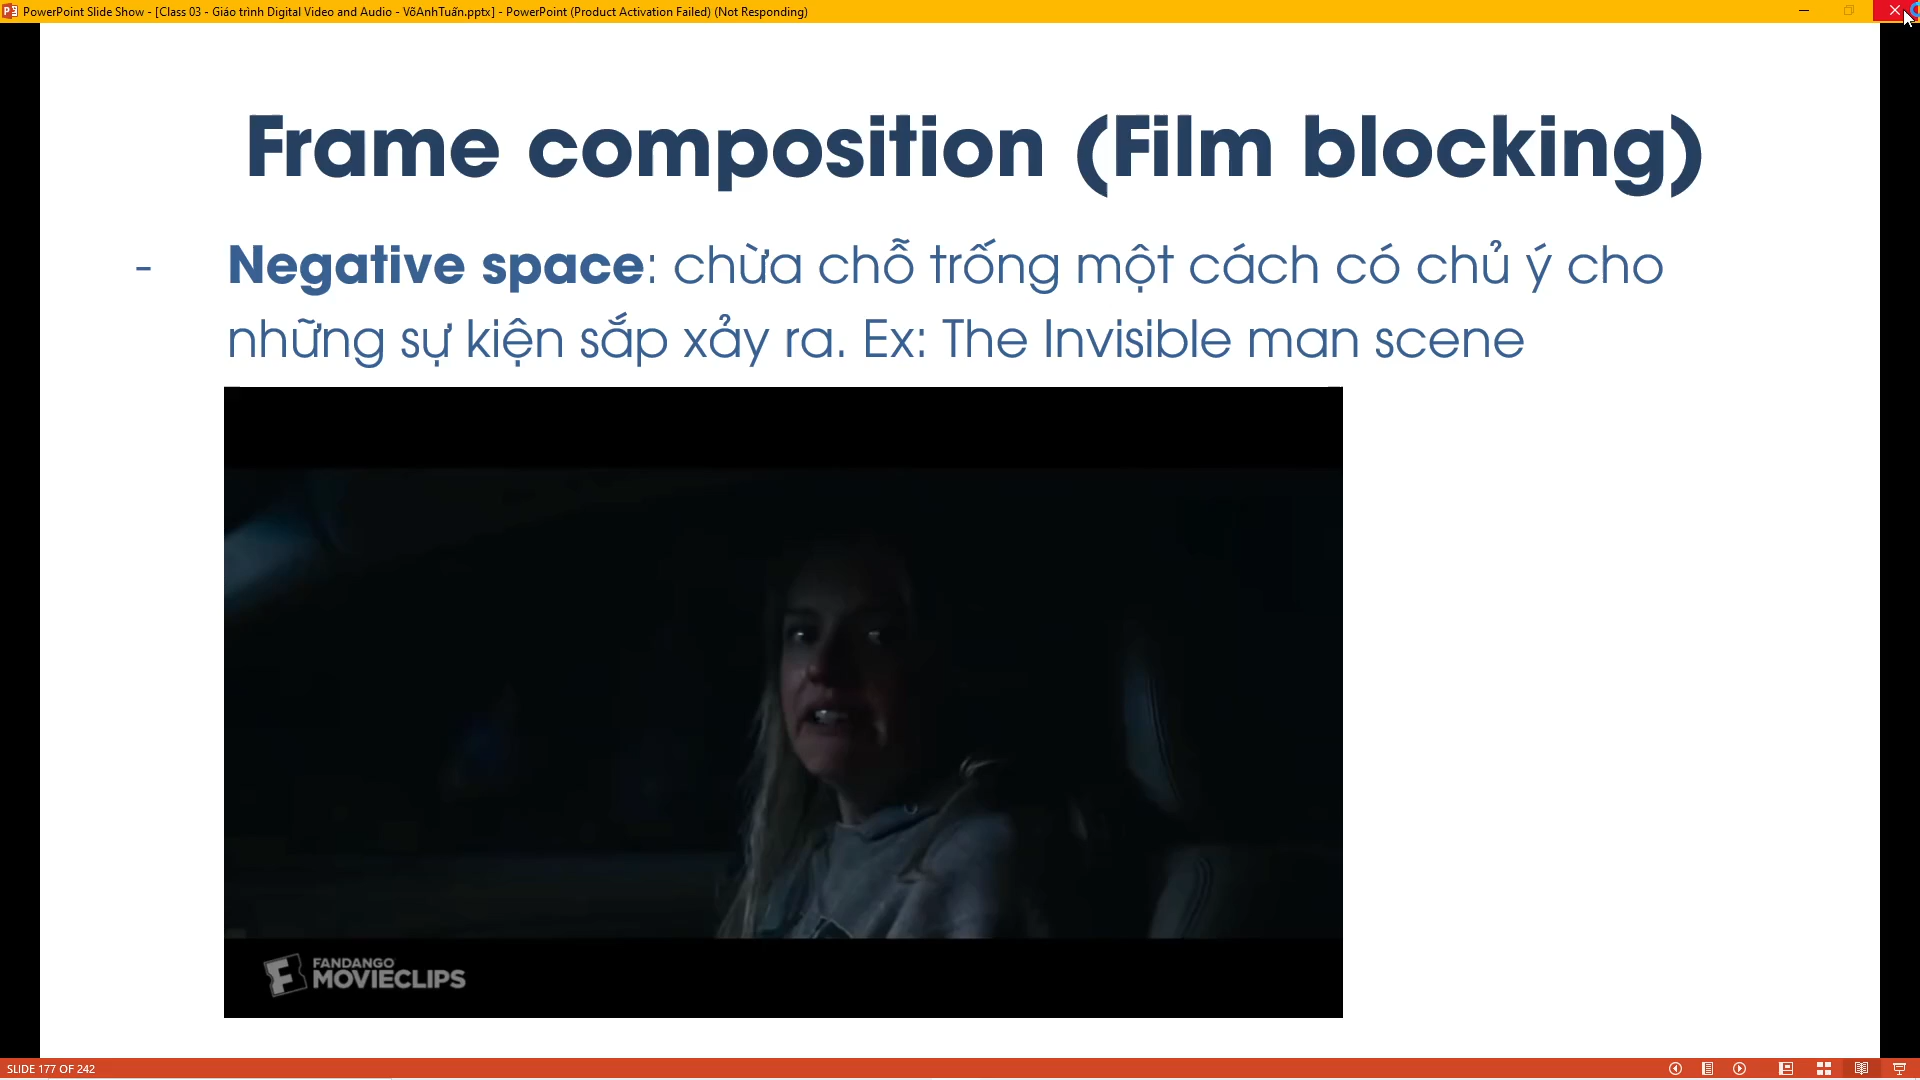 PowerPoint Slide Show - [Class 03 - Giáo trình Digital Video and Audio - VõAnhTuấn.pptx] - PowerPoint (Product Activation Failed) (Not Responding)
Frame composition (Film blocking)
- Negative space: chừa chỗ trống một cách có chủ ý cho
những sự kiện sắp xảy ra. Ex: The Invisible man scene
FANDANGO
MOVIECLIPS
SLIDE 177 OF 242